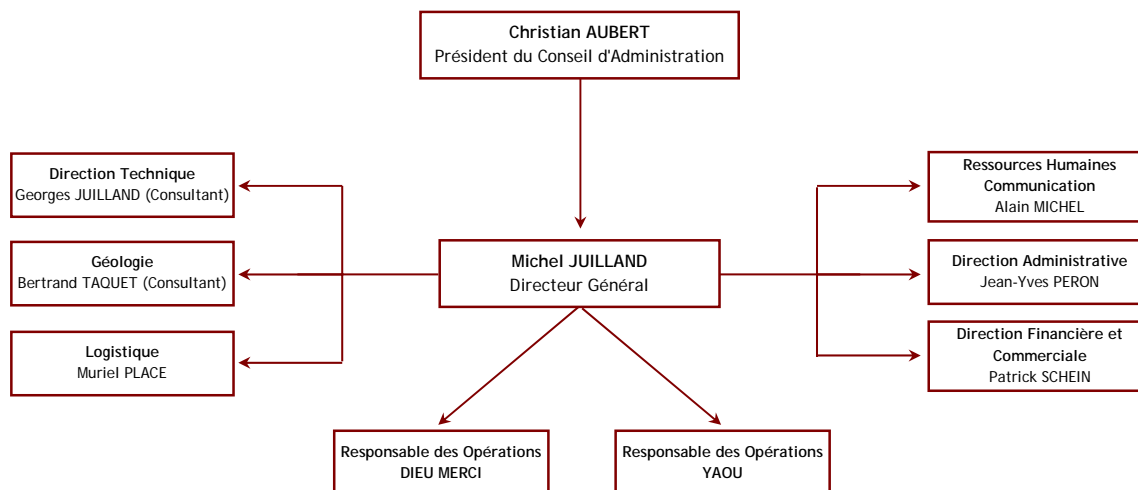 Christian AUBERT
Président du Conseil d'Administration
Direction Technique
Georges JUILLAND (Consultant)
Géologie
Bertrand TAQUET (Consultant)
Logistique
Muriel PLACE
Michel JUILLAND
Directeur Général
Ressources Humaines
Communication
Alain MICHEL
Direction Administrative
Jean-Yves PERON
Direction Financière et
Commerciale
Patrick SCHEIN
Responsable des Opérations
DIEU MERCI
Responsable des Opérations
YAOU